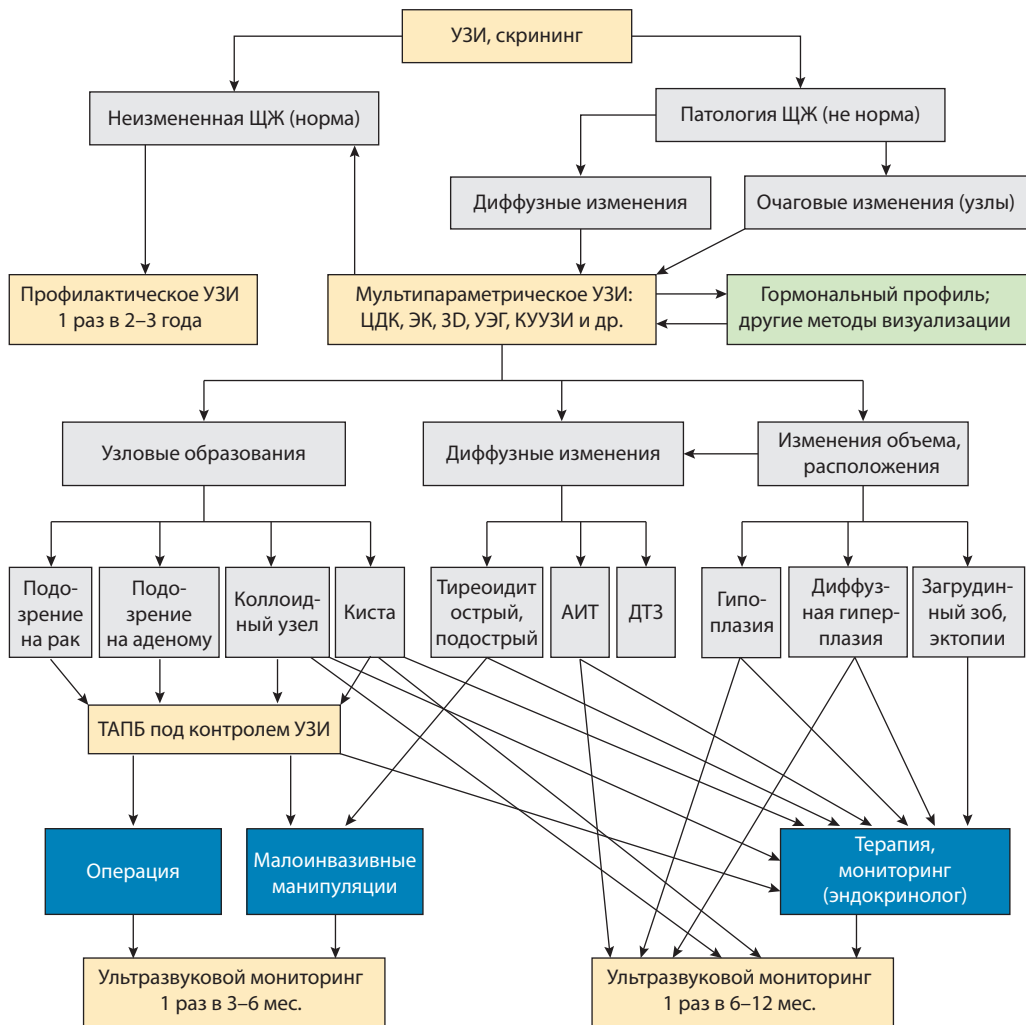 УЗИ, скрининг
Неизмененная ЩЖ (норма)
Патология ЩЖ (не норма)
Диффузные изменения
Очаговые изменения (узлы)
Профилактическое УЗИ
1 раз в 2–3 года
Мультипараметрическое УЗИ:
ЦДК, ЭК, 3D, УЭГ, КУУЗИ и др.
Гормональный профиль;
другие методы визуализации
Узловые образования
Диффузные изменения
Изменения объема,
расположения
Подо-
зрение
на рак
Подо-
зрение
на аденому
Коллоид-
ный узел
Киста
Тиреоидит
острый,
подострый
АИТ
ДТЗ
Гипо-
плазия
Диффуз-
ная гипер-
плазия
Загрудин-
ный зоб,
эктопии
ТАПБ под контролем УЗИ
Операция
Малоинвазивные
манипуляции
Терапия,
мониторинг
(эндокринолог)
Ультразвуковой мониторинг
1 раз в 3–6 мес.
Ультразвуковой мониторинг
1 раз в 6–12 мес.